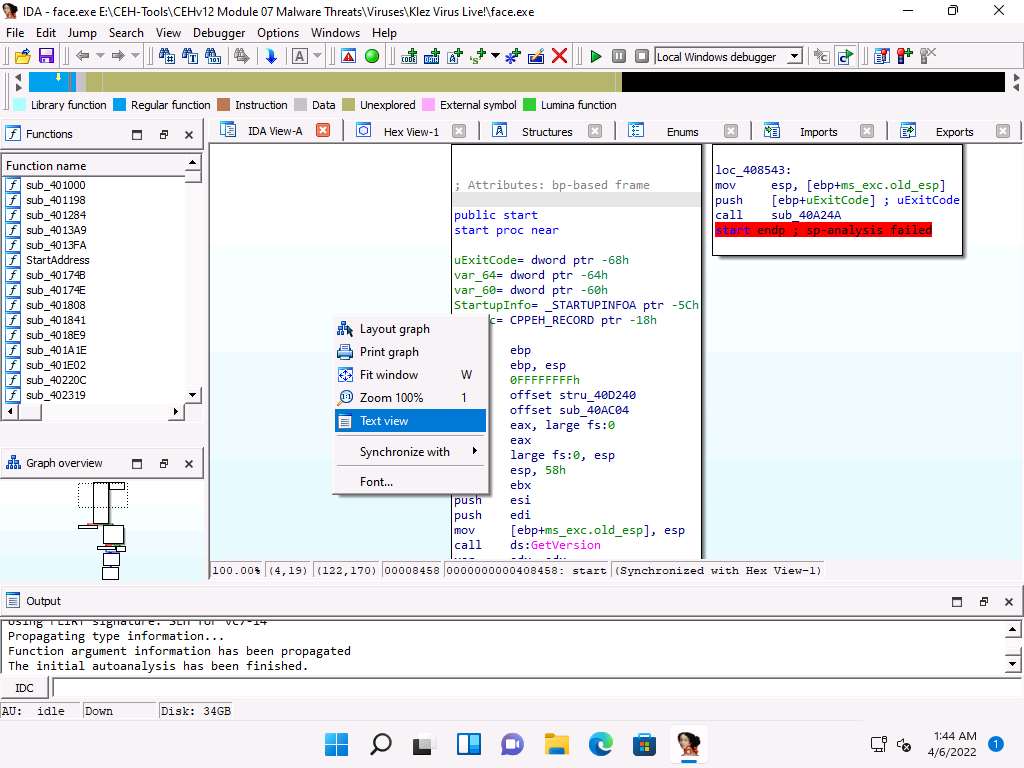 IDA - face.exe E:\CEH-Tools\CEHv12 Module 07 Malware Threats\Viruses\Klez Virus Live!\face.exe
File Edit Jump Search View Debugger Options Windows Help
Local Windows debugger
Library function Regular function Instruction Data Unexplored External symbol Lumina function
Functions
IDA View-A Hex View-1 Structures Enums Imports Exports
Function name
sub_401000
sub_401198
sub_401284
sub_4013A9
sub_4013FA
StartAddress
sub_40174B
sub_40174E
sub_401808
sub_401841
sub_4018E9
sub_401A1E
sub_401E02
sub_40220C
sub_402319
Graph overview
; Attributes: bp-based frame
public start
start proc near
uExitCode= dword ptr -68h
var_64= dword ptr -64h
var_60= dword ptr -60h
StartupInfo= _STARTUPINFOA ptr -5Ch
c= CPPEH_RECORD ptr -18h
ebp
ebp, esp
0FFFFFFFFh
offset stru_40D240
offset sub_40AC04
eax, large fs:0
eax
large fs:0, esp
esp, 58h
ebx
push esi
push edi
mov [ebp+ms_exc.old_esp], esp
call ds:GetVersion
loc_408543:
mov esp, [ebp+ms_exc.old_esp]
push [ebp+uExitCode] ; uExitCode
call sub_40A24A
start endp ; sp-analysis failed
Layout graph
Print graph
Fit window W
Zoom 100% 1
Text view
Synchronize with
Font...
100.00% (4,19) (122,170) 00008458 0000000000408458: start (Synchronized with Hex View-1)
Output
Using FLIRT signature: SEH for vc7-14
Propagating type information...
Function argument information has been propagated
The initial autoanalysis has been finished.
IDC
AU: idle Down Disk: 34GB
1:44 AM
4/6/2022
1